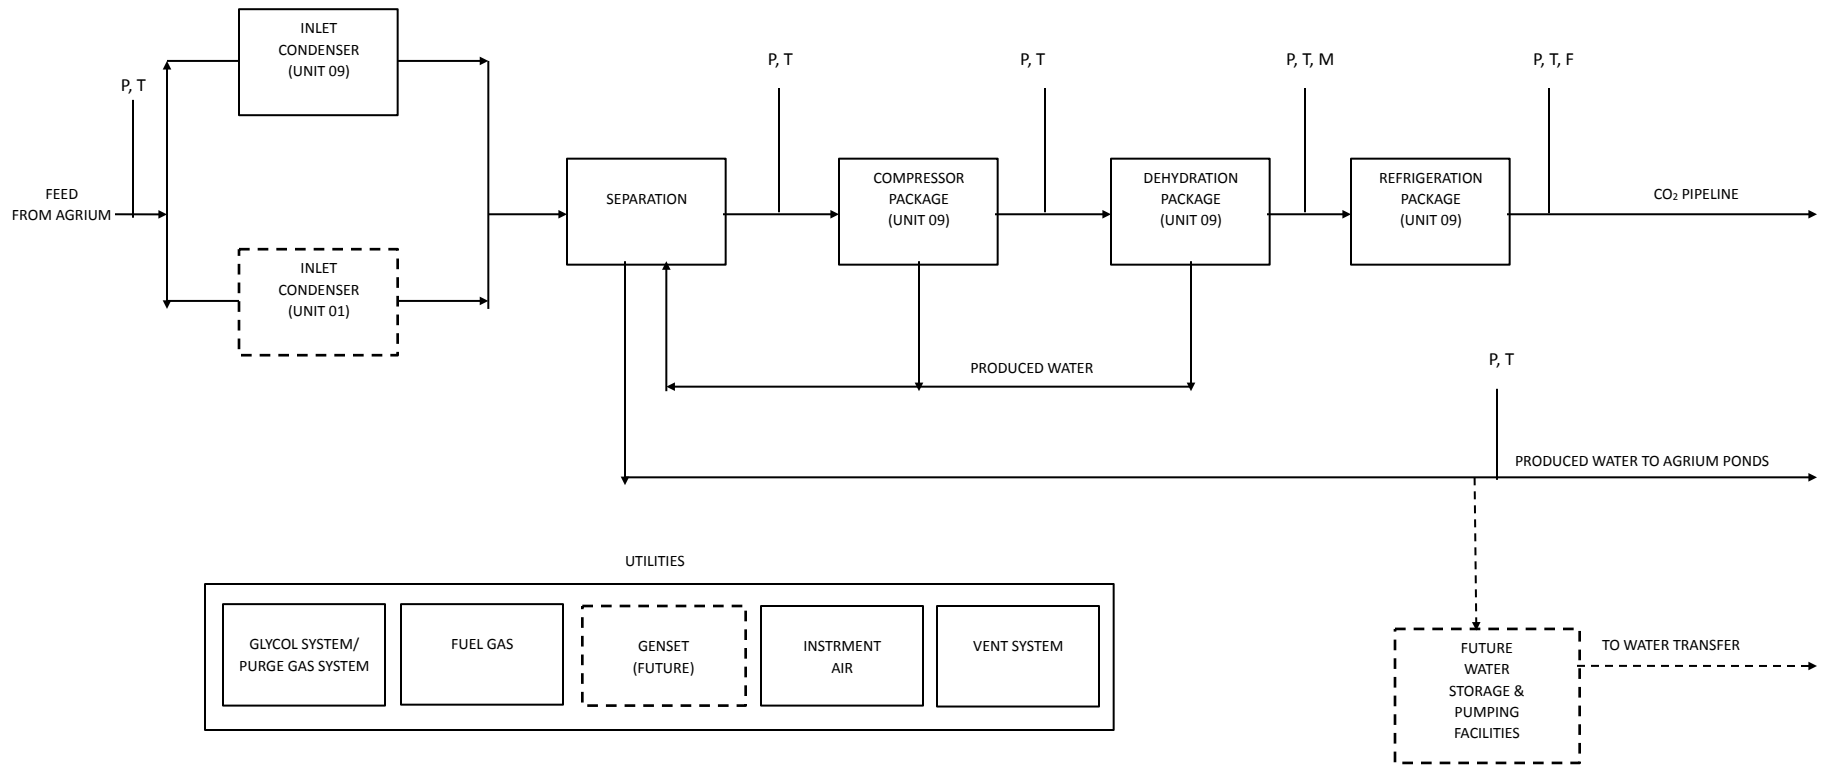 INLET
CONDENSER
(UNIT 09)
P, T
P, T
P, T
P, T, M
P, T, F
FEED
FROM AGRIUM
SEPARATION
COMPRESSOR
PACKAGE
(UNIT 09)
DEHYDRATION
PACKAGE
(UNIT 09)
REFRIGERATION
PACKAGE
(UNIT 09)
CO₂ PIPELINE
INLET
CONDENSER
(UNIT 01)
PRODUCED WATER
P, T
PRODUCED WATER TO AGRIUM PONDS
UTILITIES
GLYCOL SYSTEM/
PURGE GAS SYSTEM
FUEL GAS
GENSET
(FUTURE)
INSTRMENT
AIR
VENT SYSTEM
FUTURE
WATER
STORAGE &
PUMPING
FACILITIES
TO WATER TRANSFER